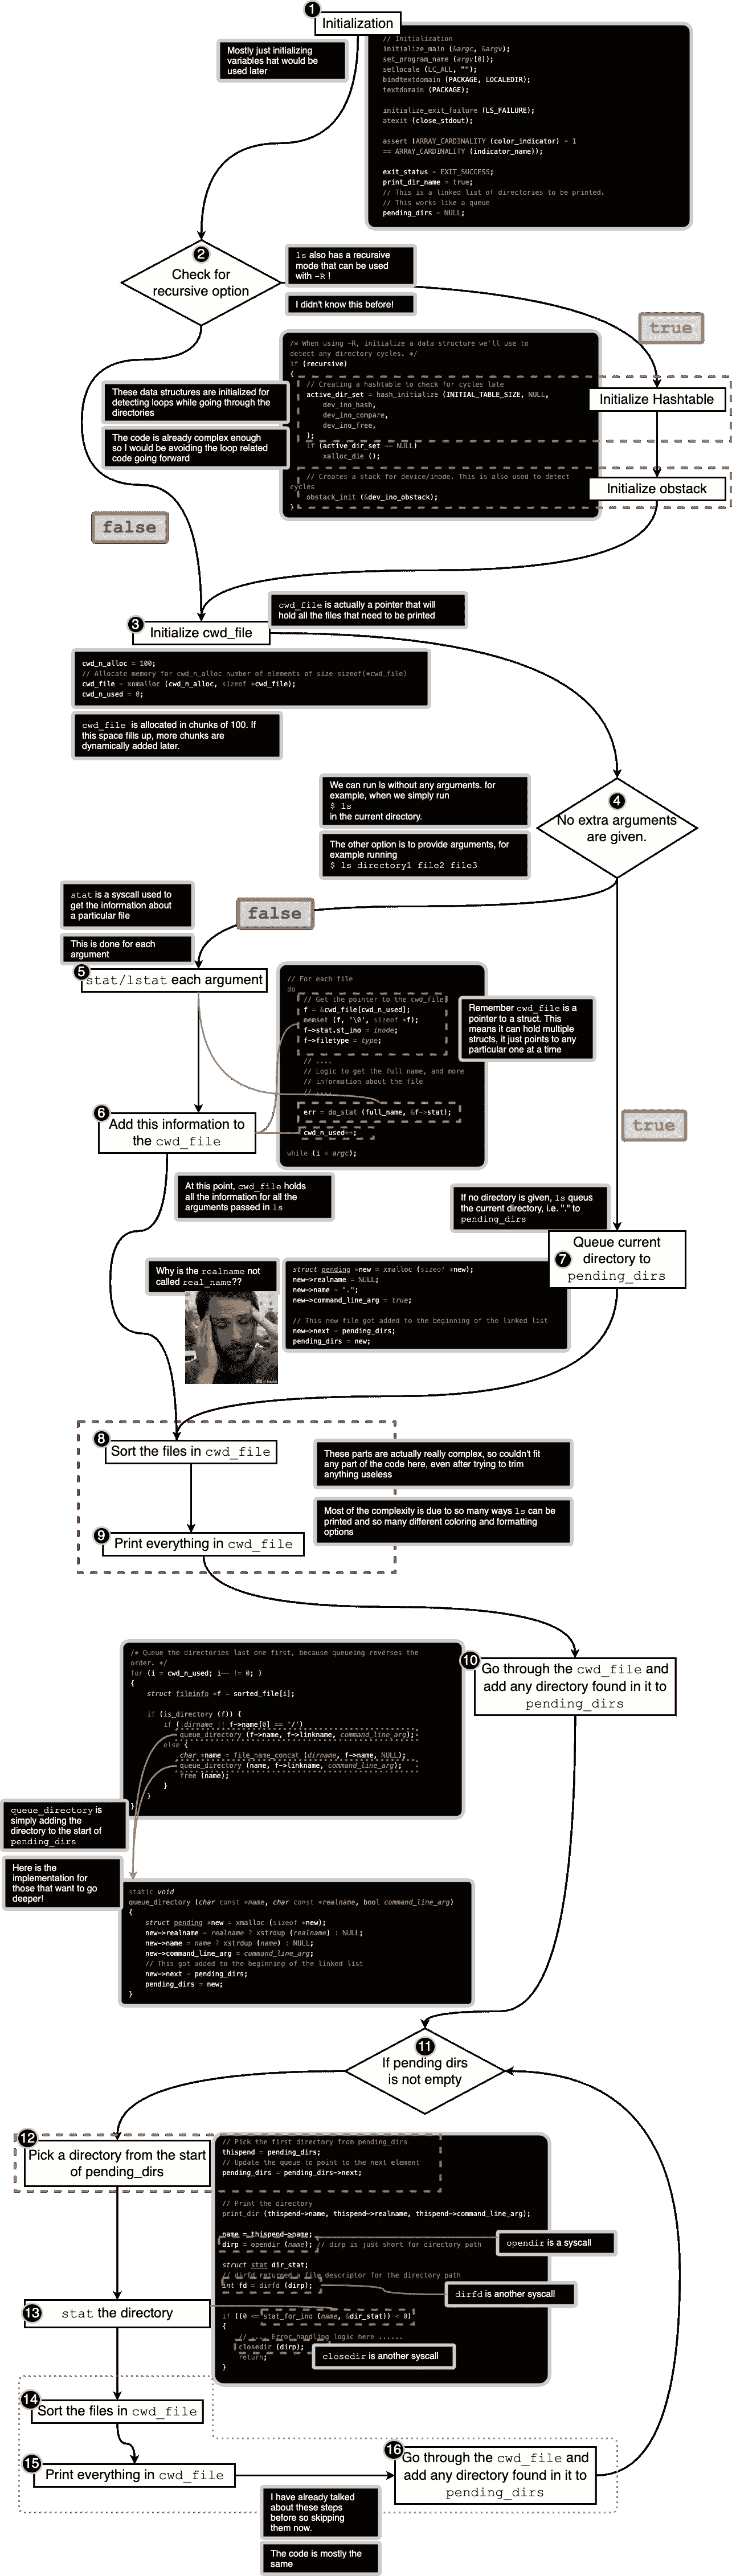 1
Initialization
Mostly just initializing
variables hat would be
used later
// Initialization
initialize_main (&argc, &argv);
set_program_name (argv[0]);
setlocale (LC_ALL, "");
bindtextdomain (PACKAGE, LOCALEDIR);
textdomain (PACKAGE);
initialize_exit_failure (LS_FAILURE);
atexit (close_stdout);
assert (ARRAY_CARDINALITY (color_indicator) + 1
== ARRAY_CARDINALITY (indicator_name));
exit_status = EXIT_SUCCESS;
print_dir_name = true;
// This is a linked list of directories to be printed.
// This works like a queue
pending_dirs = NULL;
2
Check for
recursive option
ls also has a recursive
mode that can be used
with -R !
I didn't know this before!
true
/* When using -R, initialize a data structure we'll use to
detect any directory cycles. */
if (recursive)
{
// Creating a hashtable to check for cycles late
active_dir_set = hash_initialize (INITIAL_TABLE_SIZE, NULL,
dev_ino_hash,
dev_ino_compare,
dev_ino_free,
);
if (active_dir_set == NULL)
xalloc_die ();
// Creates a stack for device/inode. This is also used to detect
cycles
obstack_init (&dev_ino_obstack);
}
Initialize Hashtable
Initialize obstack
These data structures are initialized for
detecting loops while going through the
directories
The code is already complex enough
so I would be avoiding the loop related
code going forward
false
3
Initialize cwd_file
cwd_file is actually a pointer that will
hold all the files that need to be printed
cwd_n_alloc = 100;
// Allocate memory for cwd_n_alloc number of elements of size sizeof(*cwd_file)
cwd_file = xnmalloc (cwd_n_alloc, sizeof *cwd_file);
cwd_n_used = 0;
cwd_file is allocated in chunks of 100. If
this space fills up, more chunks are
dynamically added later.
We can run ls without any arguments. for
example, when we simply run
$ ls
in the current directory.
The other option is to provide arguments, for
example running
$ ls directory1 file2 file3
4
No extra arguments
are given.
false
stat is a syscall used to
get the information about
a particular file
This is done for each
argument
5
stat/lstat each argument
// For each file
do
// Get the pointer to the cwd_file
f = &cwd_file[cwd_n_used];
memset (f, '\0', sizeof *f);
f->stat.st_ino = inode;
f->filetype = type;
// ....
// Logic to get the full name, and more
// information about the file
// ....
err = do_stat (full_name, &f->stat);
cwd_n_used++;
while (i < argc);
Remember cwd_file is a
pointer to a struct. This
means it can hold multiple
structs, it just points to any
particular one at a time
6
Add this information to
the cwd_file
true
At this point, cwd_file holds
all the information for all the
arguments passed in ls
If no directory is given, ls queus
the current directory, i.e. "." to
pending_dirs
7
Queue current
directory to
pending_dirs
Why is the realname not
called real_name??
struct pending *new = xmalloc (sizeof *new);
new->realname = NULL;
new->name = ".";
new->command_line_arg = true;
// This new file got added to the beginning of the linked list
new->next = pending_dirs;
pending_dirs = new;
8
Sort the files in cwd_file
These parts are actually really complex, so couldn't fit
any part of the code here, even after trying to trim
anything useless
Most of the complexity is due to so many ways ls can be
printed and so many different coloring and formatting
options
9
Print everything in cwd_file
/* Queue the directories last one first, because queueing reverses the
order. */
for (i = cwd_n_used; i-- != 0; )
{
struct fileinfo *f = sorted_file[i];
if (is_directory (f)) {
if (!dirname || f->name[0] == '/')
queue_directory (f->name, f->linkname, command_line_arg);
else {
char *name = file_name_concat (dirname, f->name, NULL);
queue_directory (name, f->linkname, command_line_arg);
free (name);
}
}
}
10
Go through the cwd_file and
add any directory found in it to
pending_dirs
queue_directory is
simply adding the
directory to the start of
pending_dirs
Here is the
implementation for
those that want to go
deeper!
static void
queue_directory (char const *name, char const *realname, bool command_line_arg)
{
struct pending *new = xmalloc (sizeof *new);
new->realname = realname ? xstrdup (realname) : NULL;
new->name = name ? xstrdup (name) : NULL;
new->command_line_arg = command_line_arg;
// This got added to the beginning of the linked list
new->next = pending_dirs;
pending_dirs = new;
}
11
If pending dirs
is not empty
12
Pick a directory from the start
of pending_dirs
// Pick the first directory from pending_dirs
thispend = pending_dirs;
// Update the queue to point to the next element
pending_dirs = pending_dirs->next;
// Print the directory
print_dir (thispend->name, thispend->realname, thispend->command_line_arg);
name = thispend->name;
dirp = opendir (name); // dirp is just short for directory path
struct stat dir_stat;
// dirfd returned a file descriptor for the directory path
int fd = dirfd (dirp);
if ((0 <= stat_for_ino (name, &dir_stat)) < 0)
{
// .... Error handling logic here ......
closedir (dirp);
return;
}
opendir is a syscall
dirfd is another syscall
closedir is another syscall
13
stat the directory
14
Sort the files in cwd_file
15
Print everything in cwd_file
16
Go through the cwd_file and
add any directory found in it to
pending_dirs
I have already talked
about these steps
before so skipping
them now.
The code is mostly the
same